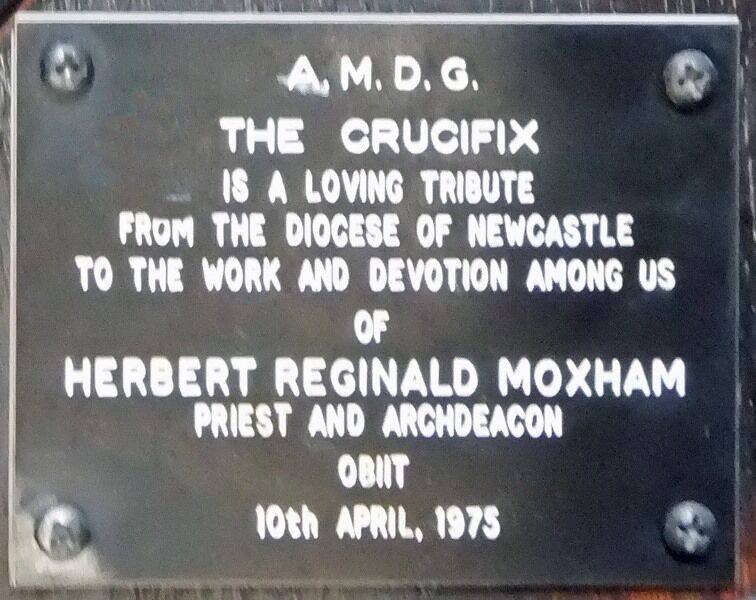 A. M. D. G.
THE CRUCIFIX
IS A LOVING TRIBUTE
FROM THE DIOCESE OF NEWCASTLE
TO THE WORK AND DEVOTION AMONG US
OF
HERBERT REGINALD MOXHAM
PRIEST AND ARCHDEACON
OBIIT
10th APRIL, 1975